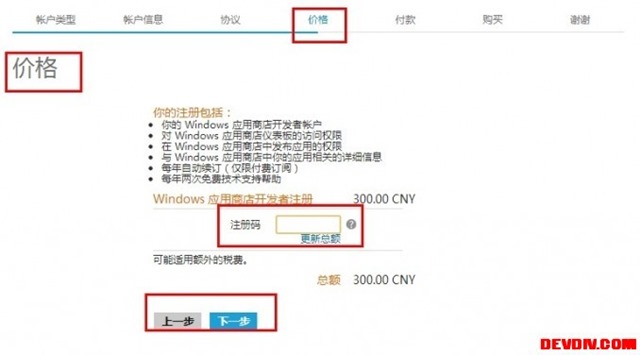 帐户类型 帐户信息 协议 价格 付款 购买 谢谢
价格
你的注册包括：
• 你的 Windows 应用商店开发者帐户
• 对 Windows 应用商店仪表板的访问权限
• 在 Windows 应用商店中发布应用的权限
• 与 Windows 应用商店中你的应用相关的详细信息
• 每年自动续订（仅限付费订阅）
• 每年两次免费技术支持帮助
Windows 应用商店开发者注册 300.00 CNY
注册码 ?
更新总额
可能适用额外的税费。
总额 300.00 CNY
上一步 下一步
DEVDIV.COM